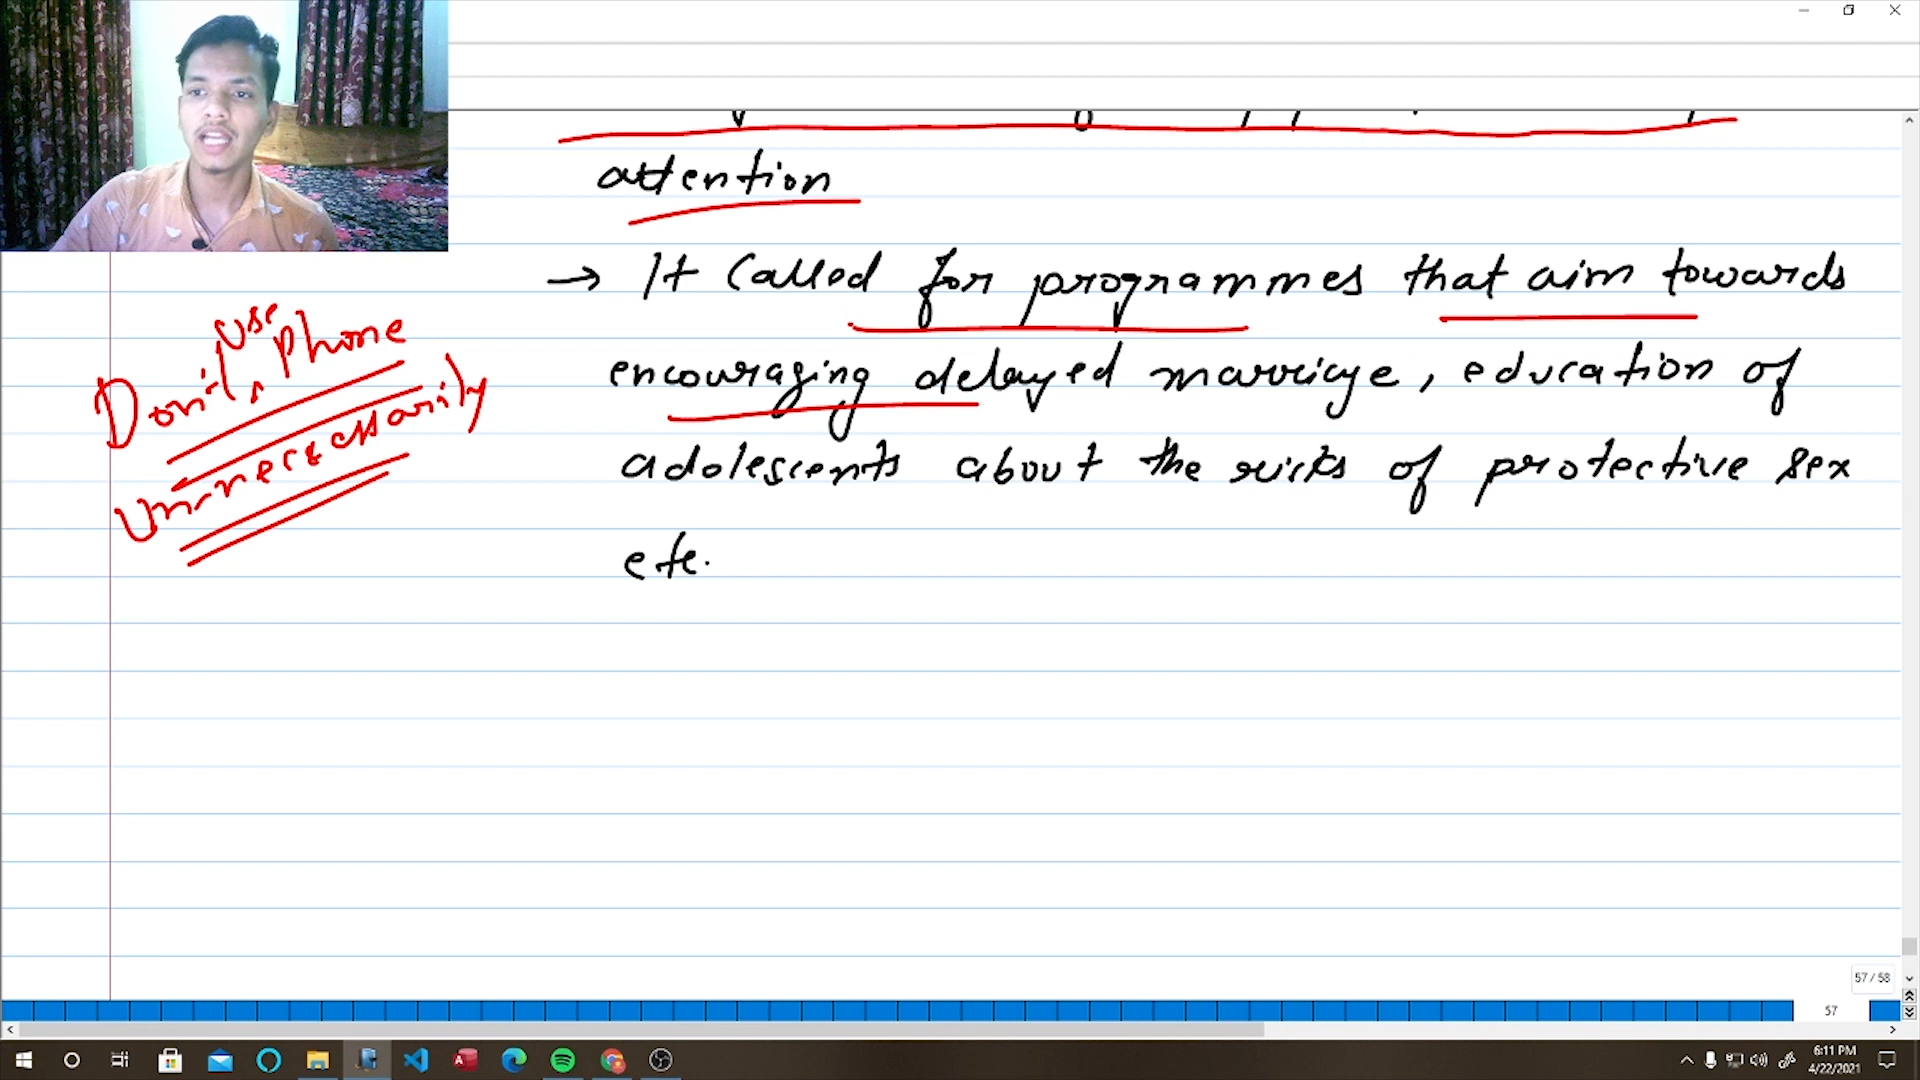 attention
→ It called for programmes that aim towards
encouraging delayed marriage, education of
adolescents about the risks of protective sex
etc.
use
Don't, phone
Unnecessarily
57 / 58
57
6:11 PM
4/22/2021